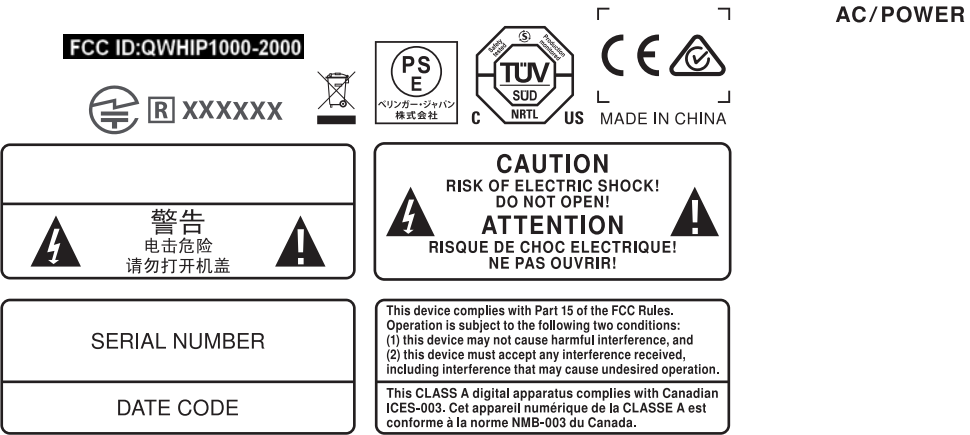 AC/POWER
FCC ID:QWHIP1000-2000
R XXXXXX
PS
E
ベリンガー・ジャパン
株式会社
Safety tested
Production monitored
TÜV
SÜD
NRTL
C US
CE
MADE IN CHINA
警告
电击危险
请勿打开机盖
CAUTION
RISK OF ELECTRIC SHOCK!
DO NOT OPEN!
ATTENTION
RISQUE DE CHOC ELECTRIQUE!
NE PAS OUVRIR!
SERIAL NUMBER
DATE CODE
This device complies with Part 15 of the FCC Rules.
Operation is subject to the following two conditions:
(1) this device may not cause harmful interference, and
(2) this device must accept any interference received,
including interference that may cause undesired operation.
This CLASS A digital apparatus complies with Canadian
ICES-003. Cet appareil numérique de la CLASSE A est
conforme à la norme NMB-003 du Canada.